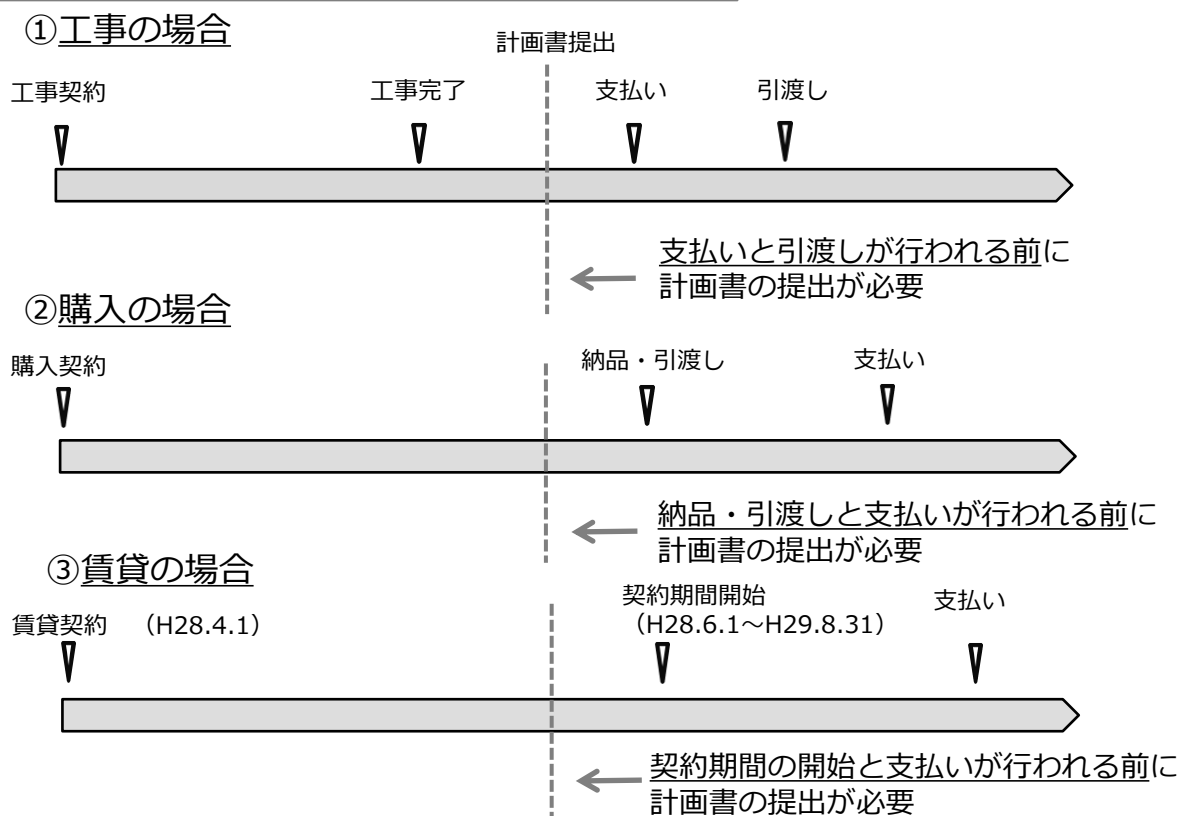 ①工事の場合
計画書提出
工事契約
工事完了
支払い
引渡し
支払いと引渡しが行われる前に
計画書の提出が必要
②購入の場合
購入契約
納品・引渡し
支払い
納品・引渡しと支払いが行われる前に
計画書の提出が必要
③賃貸の場合
賃貸契約 （H28.4.1）
契約期間開始
（H28.6.1～H29.8.31）
支払い
契約期間の開始と支払いが行われる前に
計画書の提出が必要